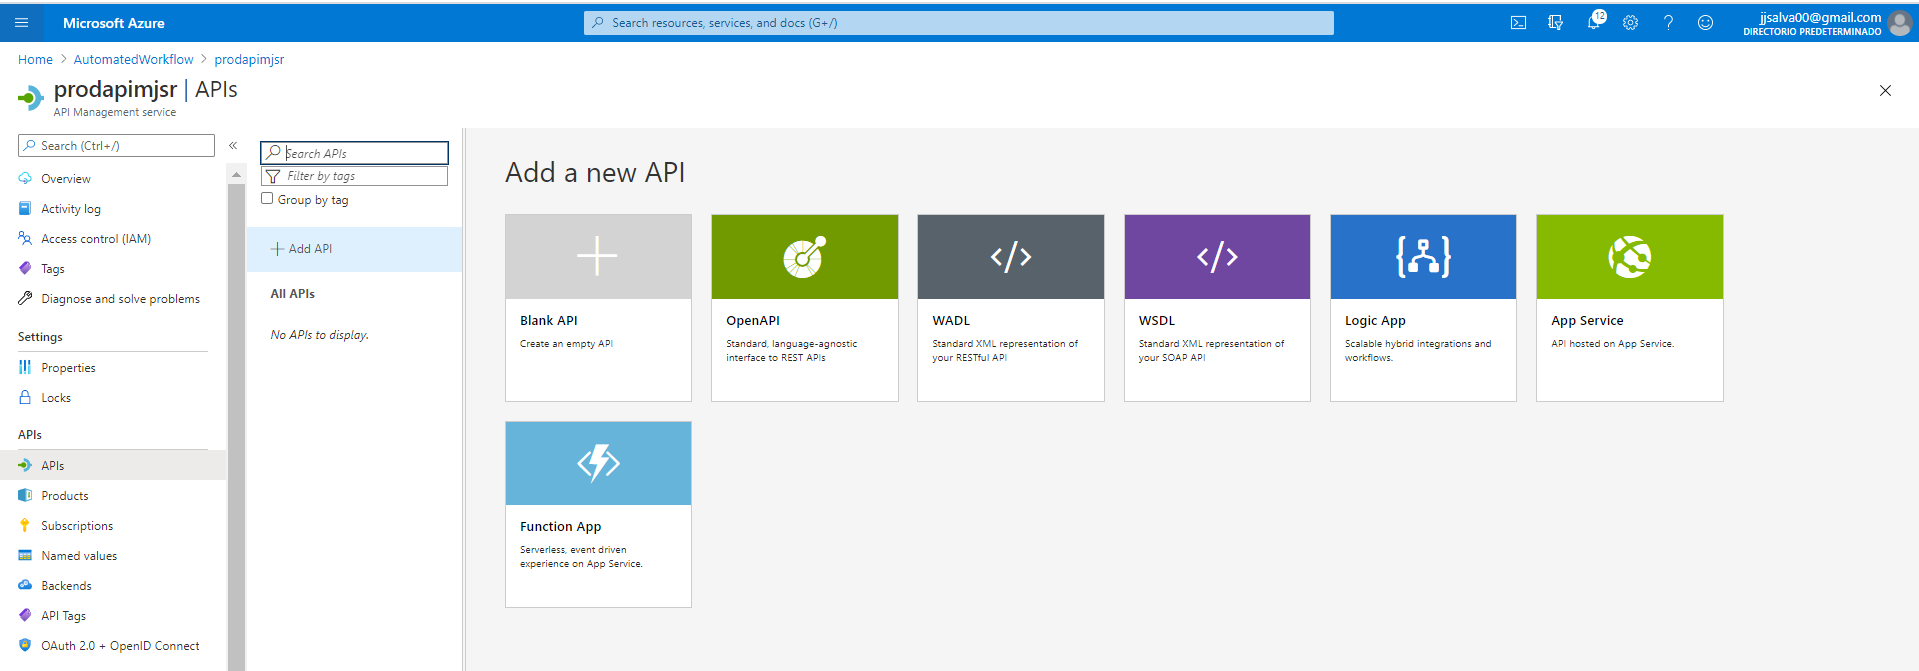 Microsoft Azure
Search resources, services, and docs (G+/)
12
jjsalva00@gmail.com
DIRECTORIO PREDETERMINADO
Home > AutomatedWorkflow > prodapimjsr
prodapimjsr | APIs
API Management service
Search (Ctrl+/)
«
Overview
Activity log
Access control (IAM)
Tags
Diagnose and solve problems
Settings
Properties
Locks
APIs
APIs
Products
Subscriptions
Named values
Backends
API Tags
OAuth 2.0 + OpenID Connect
Search APIs
Filter by tags
Group by tag
+ Add API
All APIs
No APIs to display.
Add a new API
Blank API
Create an empty API
OpenAPI
Standard, language-agnostic
interface to REST APIs
WADL
Standard XML representation of
your RESTful API
WSDL
Standard XML representation of
your SOAP API
Logic App
Scalable hybrid integrations and
workflows.
App Service
API hosted on App Service.
Function App
Serverless, event driven
experience on App Service.